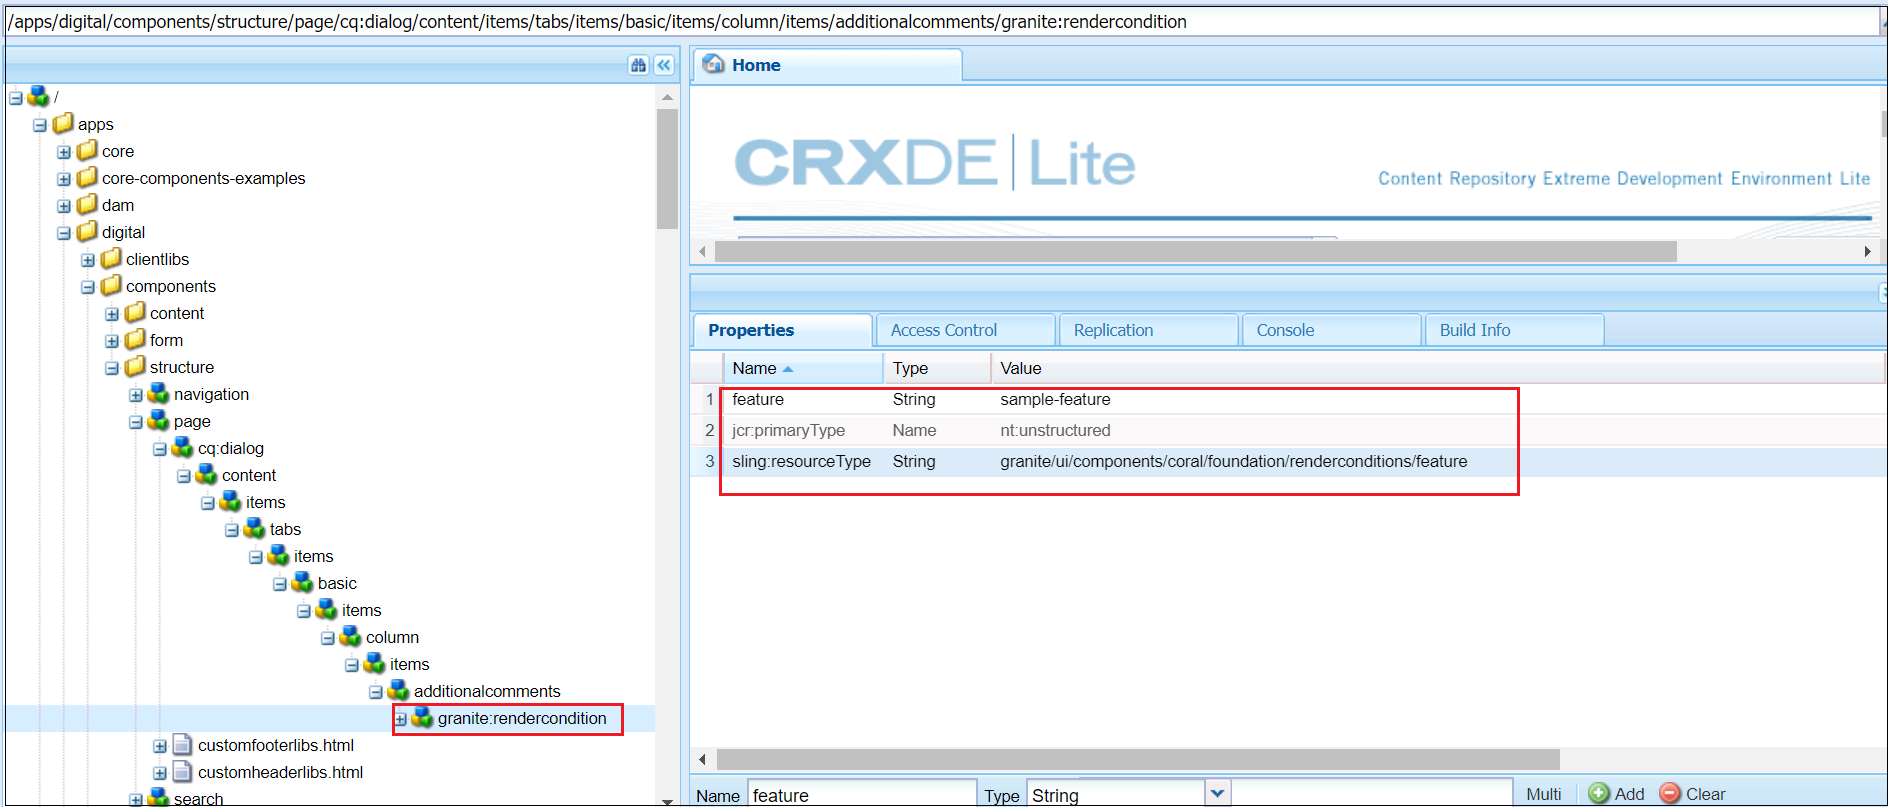 /apps/digital/components/structure/page/cq:dialog/content/items/tabs/items/basic/items/column/items/additionalcomments/granite:rendercondition
/
apps
core
core-components-examples
dam
digital
clientlibs
components
content
form
structure
navigation
page
cq:dialog
content
items
tabs
items
basic
items
column
items
additionalcomments
granite:rendercondition
customfooterlibs.html
customheaderlibs.html
search
Home
CRXDE | Lite
Content Repository Extreme Development Environment Lite
Properties Access Control Replication Console Build Info
Name Type Value
1 feature String sample-feature
2 jcr:primaryType Name nt:unstructured
3 sling:resourceType String granite/ui/components/coral/foundation/renderconditions/feature
Name feature Type String Multi Add Clear